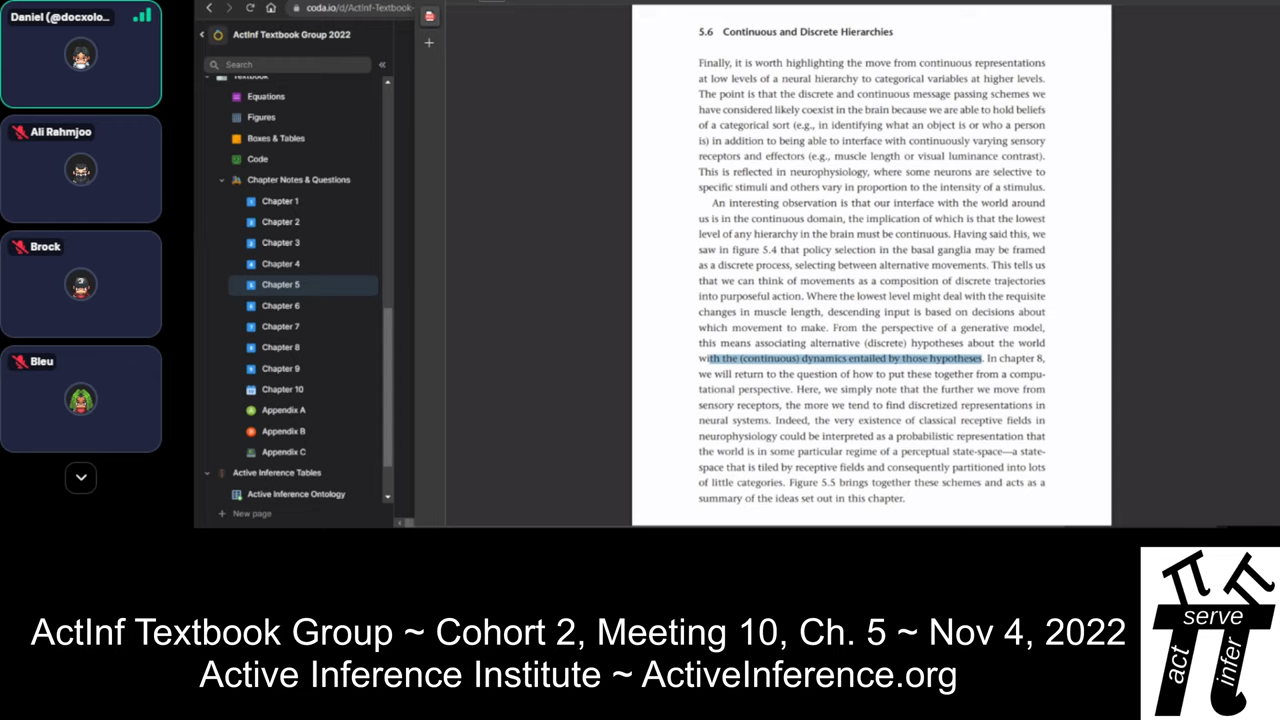 Daniel (@docxolo...
Ali Rahmjoo
Brock
Bleu
coda.io/d/ActInf-Textbook-
ActInf Textbook Group 2022
Search
Textbook
Equations
Figures
Boxes & Tables
Code
Chapter Notes & Questions
Chapter 1
Chapter 2
Chapter 3
Chapter 4
Chapter 5
Chapter 6
Chapter 7
Chapter 8
Chapter 9
Chapter 10
Appendix A
Appendix B
Appendix C
Active Inference Tables
Active Inference Ontology
New page
5.6 Continuous and Discrete Hierarchies
Finally, it is worth highlighting the move from continuous representations
at low levels of a neural hierarchy to categorical variables at higher levels.
The point is that the discrete and continuous message passing schemes we
have considered likely coexist in the brain because we are able to hold beliefs
of a categorical sort (e.g., in identifying what an object is or who a person
is) in addition to being able to interface with continuously varying sensory
receptors and effectors (e.g., muscle length or visual luminance contrast).
This is reflected in neurophysiology, where some neurons are selective to
specific stimuli and others vary in proportion to the intensity of a stimulus.
An interesting observation is that our interface with the world around
us is in the continuous domain, the implication of which is that the lowest
level of any hierarchy in the brain must be continuous. Having said this, we
saw in figure 5.4 that policy selection in the basal ganglia may be framed
as a discrete process, selecting between alternative movements. This tells us
that we can think of movements as a composition of discrete trajectories
into purposeful action. Where the lowest level might deal with the requisite
changes in muscle length, descending input is based on decisions about
which movement to make. From the perspective of a generative model,
this means associating alternative (discrete) hypotheses about the world
with the (continuous) dynamics entailed by those hypotheses. In chapter 8,
we will return to the question of how to put these together from a compu-
tational perspective. Here, we simply note that the further we move from
sensory receptors, the more we tend to find discretized representations in
neural systems. Indeed, the very existence of classical receptive fields in
neurophysiology could be interpreted as a probabilistic representation that
the world is in some particular regime of a perceptual state-space—a state-
space that is tiled by receptive fields and consequently partitioned into lots
of little categories. Figure 5.5 brings together these schemes and acts as a
summary of the ideas set out in this chapter.
ActInf Textbook Group ~ Cohort 2, Meeting 10, Ch. 5 ~ Nov 4, 2022
Active Inference Institute ~ ActiveInference.org
π π
serve
act
infer